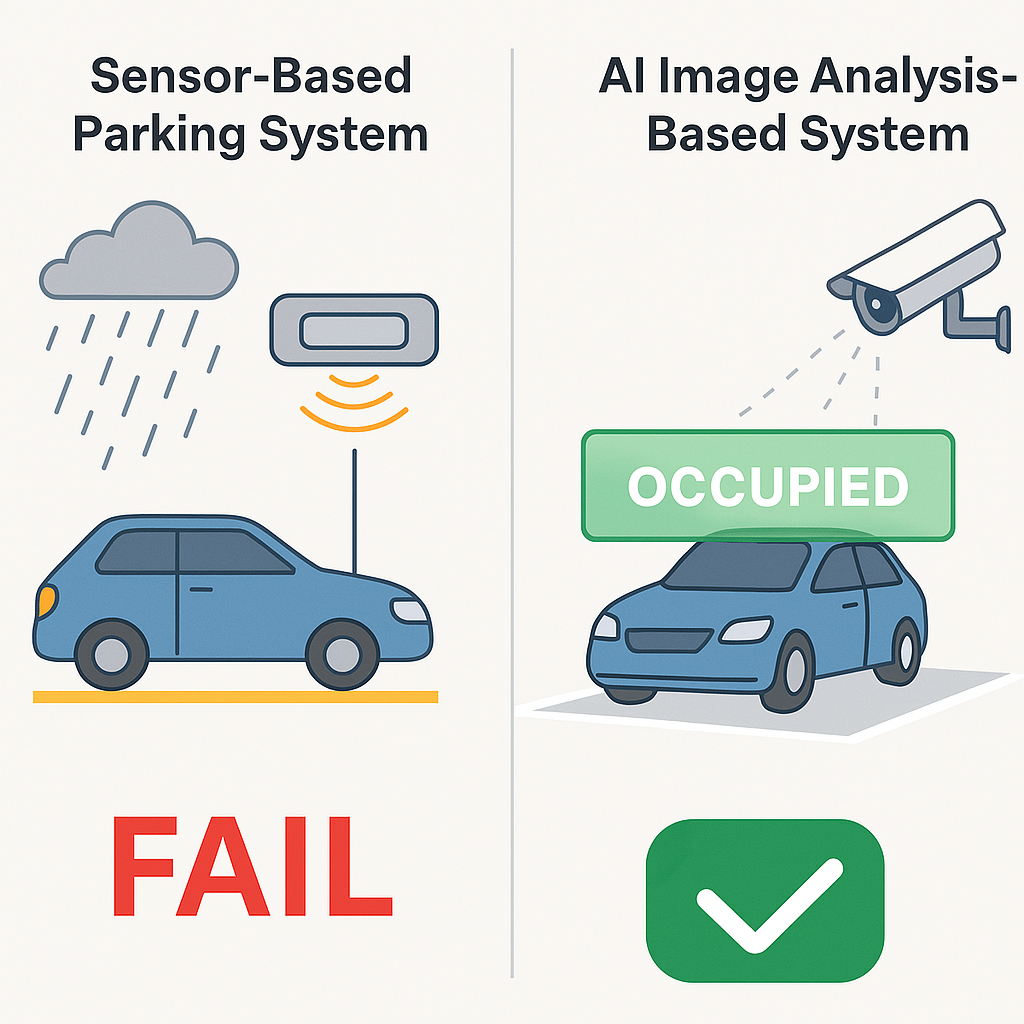 Sensor-Based
Parking System
AI Image Analysis-
Based System
OCCUPIED
FAIL